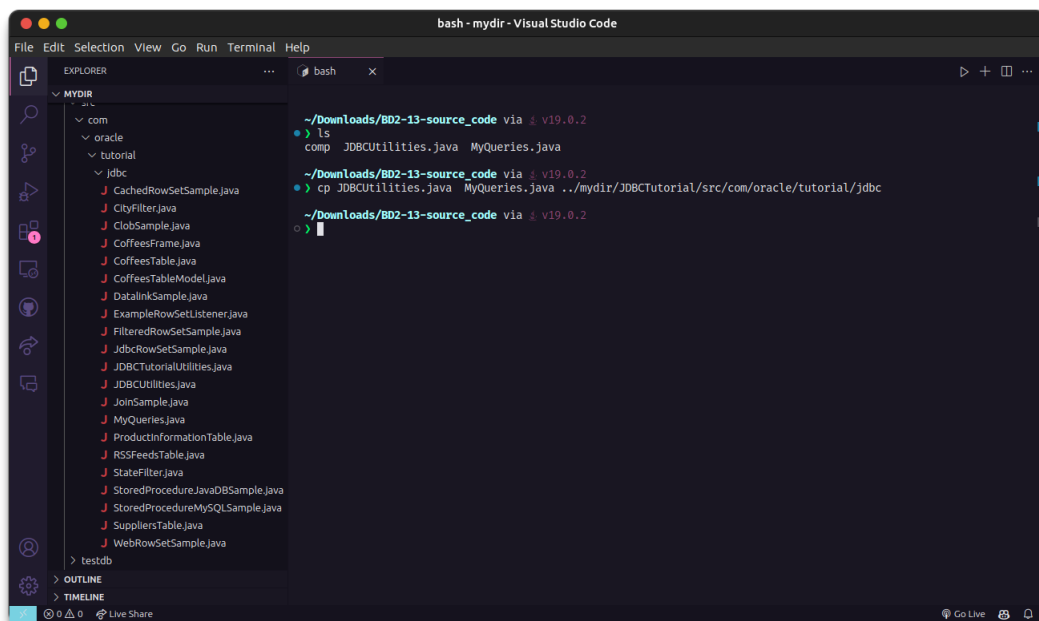 bash - mydir - Visual Studio Code
File Edit Selection View Go Run Terminal Help
EXPLORER
MYDIR
src
com
oracle
tutorial
jdbc
CachedRowSetSample.java
CityFilter.java
ClobSample.java
CoffeesFrame.java
CoffeesTable.java
CoffeesTableModel.java
DatalinkSample.java
ExampleRowSetListener.java
FilteredRowSetSample.java
JdbcRowSetSample.java
JDBCTutorialUtilities.java
JDBCUtilities.java
JoinSample.java
MyQueries.java
ProductInformationTable.java
RSSFeedsTable.java
StateFilter.java
StoredProcedureJavaDBSample.java
StoredProcedureMySQLSample.java
SuppliersTable.java
WebRowSetSample.java
testdb
OUTLINE
TIMELINE
bash
~/Downloads/BD2-13-source_code via v19.0.2
❯ ls
comp JDBCUtilities.java MyQueries.java
~/Downloads/BD2-13-source_code via v19.0.2
❯ cp JDBCUtilities.java MyQueries.java ../mydir/JDBCTutorial/src/com/oracle/tutorial/jdbc
~/Downloads/BD2-13-source_code via v19.0.2
❯
1
0 0 Live Share
Go Live